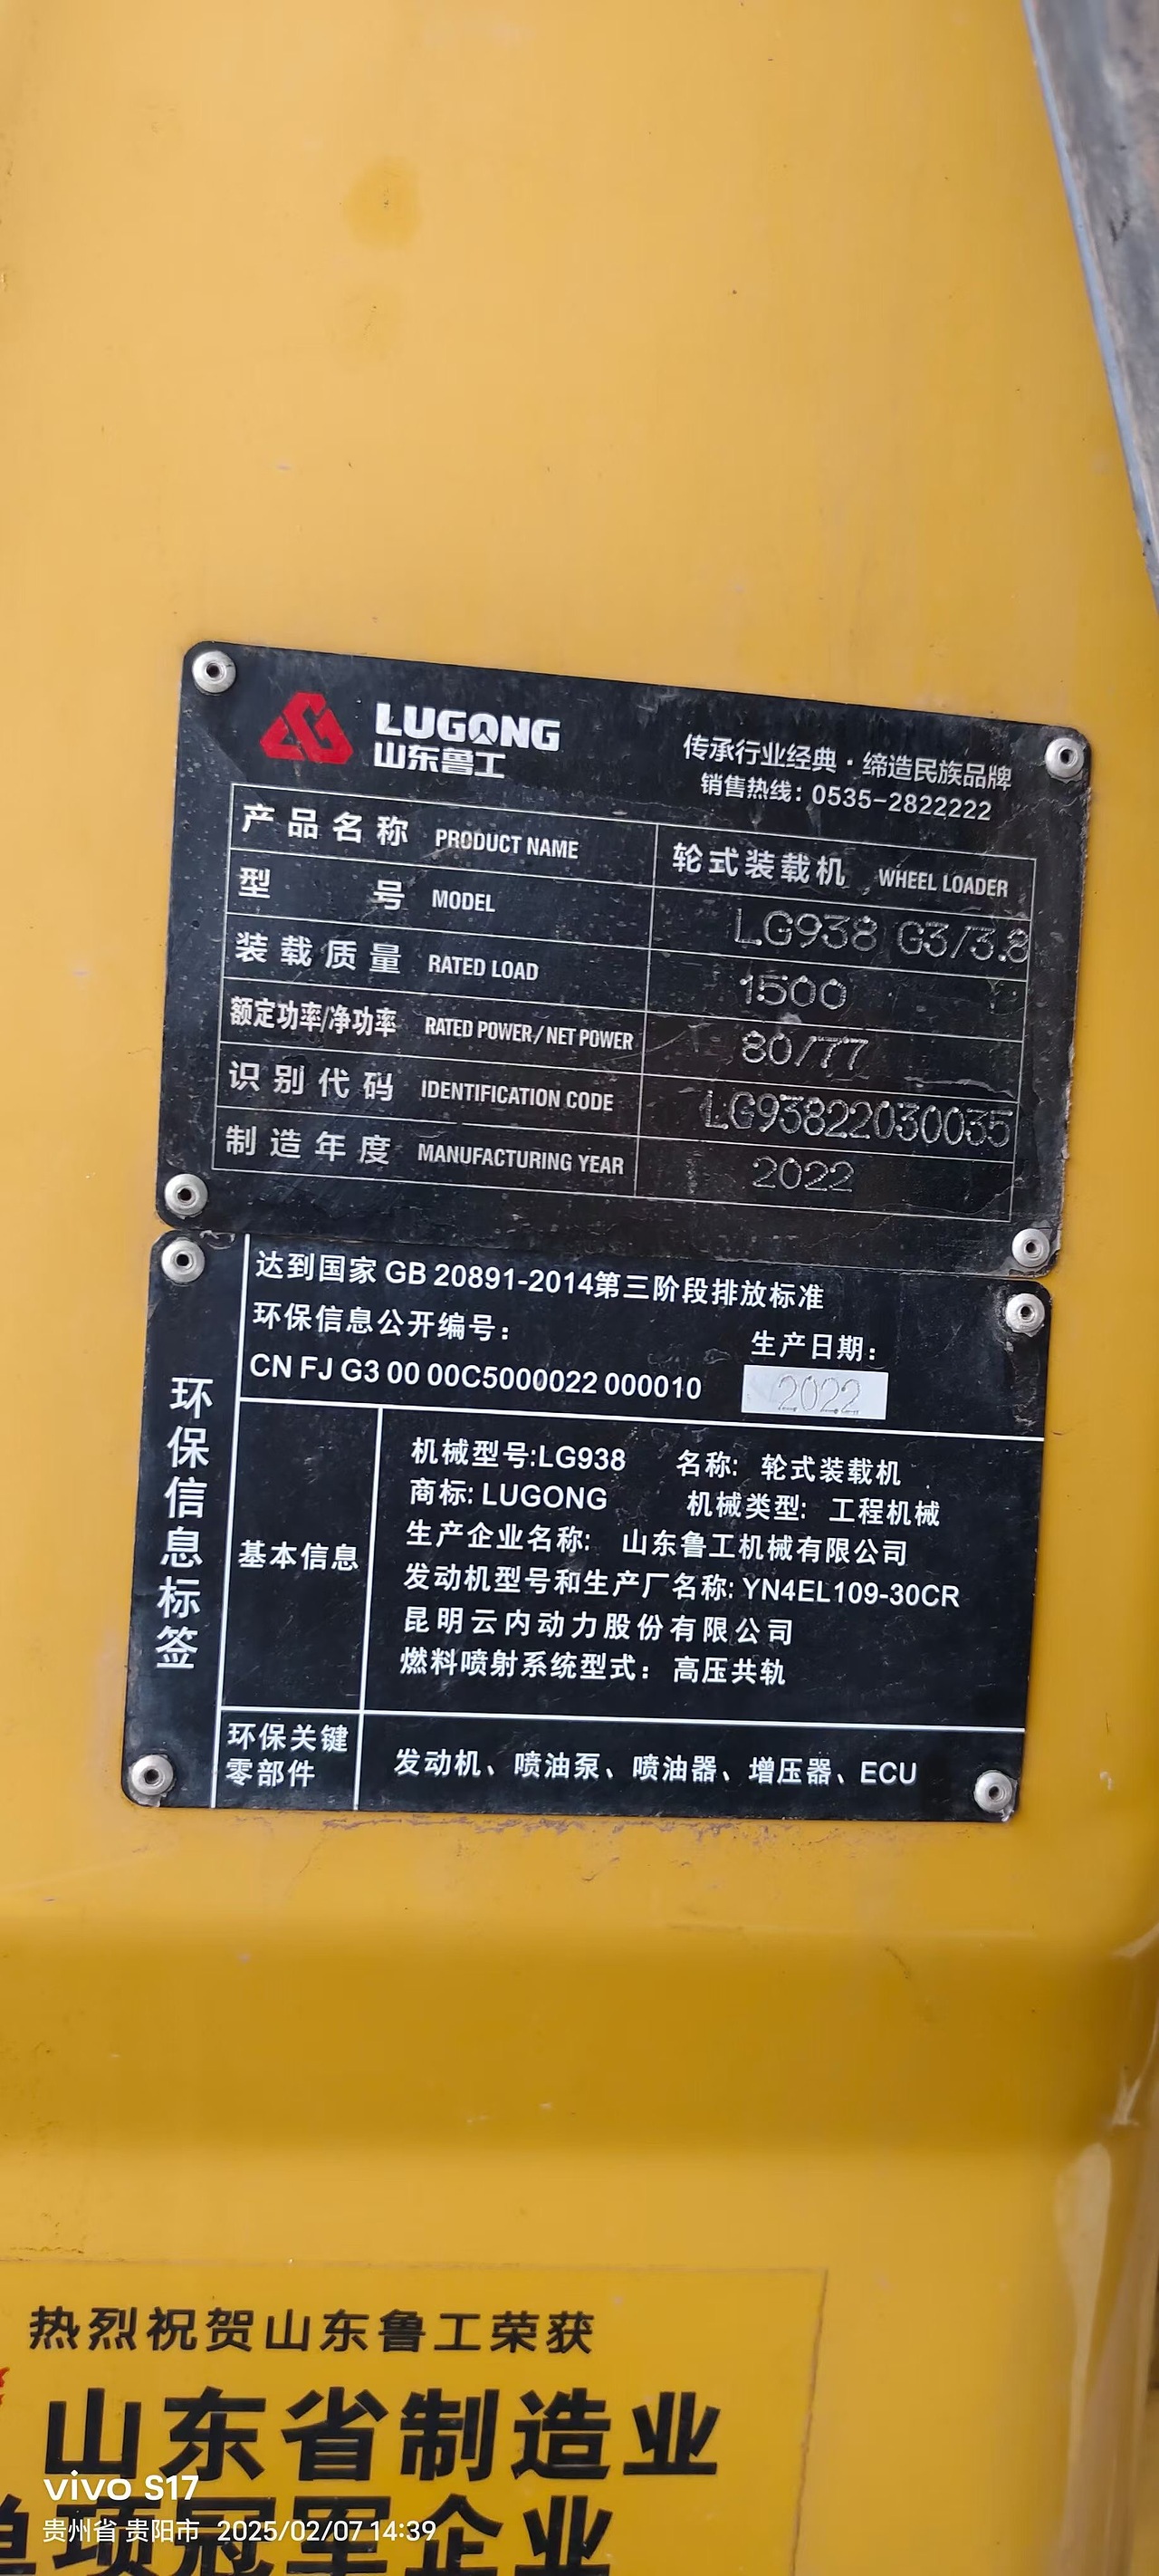 LUGONG
山东鲁工
传承行业经典·缔造民族品牌
销售热线：0535-2822222
产品名称 PRODUCT NAME 轮式装载机 WHEEL LOADER
型号 MODEL LG938 G3/3.8
装载质量 RATED LOAD 1500
额定功率/净功率 RATED POWER/NET POWER 80/77
识别代码 IDENTIFICATION CODE LG93822030035
制造年度 MANUFACTURING YEAR 2022
环保信息标签
达到国家 GB 20891-2014第三阶段排放标准
环保信息公开编号：
生产日期：
CN FJ G3 00 00C5000022 000010
2022
基本信息
机械型号:LG938 名称: 轮式装载机
商标: LUGONG 机械类型: 工程机械
生产企业名称: 山东鲁工机械有限公司
发动机型号和生产厂名称: YN4EL109-30CR
昆明云内动力股份有限公司
燃料喷射系统型式：高压共轨
环保关键
零部件
发动机、喷油泵、喷油器、增压器、ECU
热烈祝贺山东鲁工荣获
山东省制造业
单项冠军企业
vivo S17
贵州省 贵阳市 2025/02/07 14:39